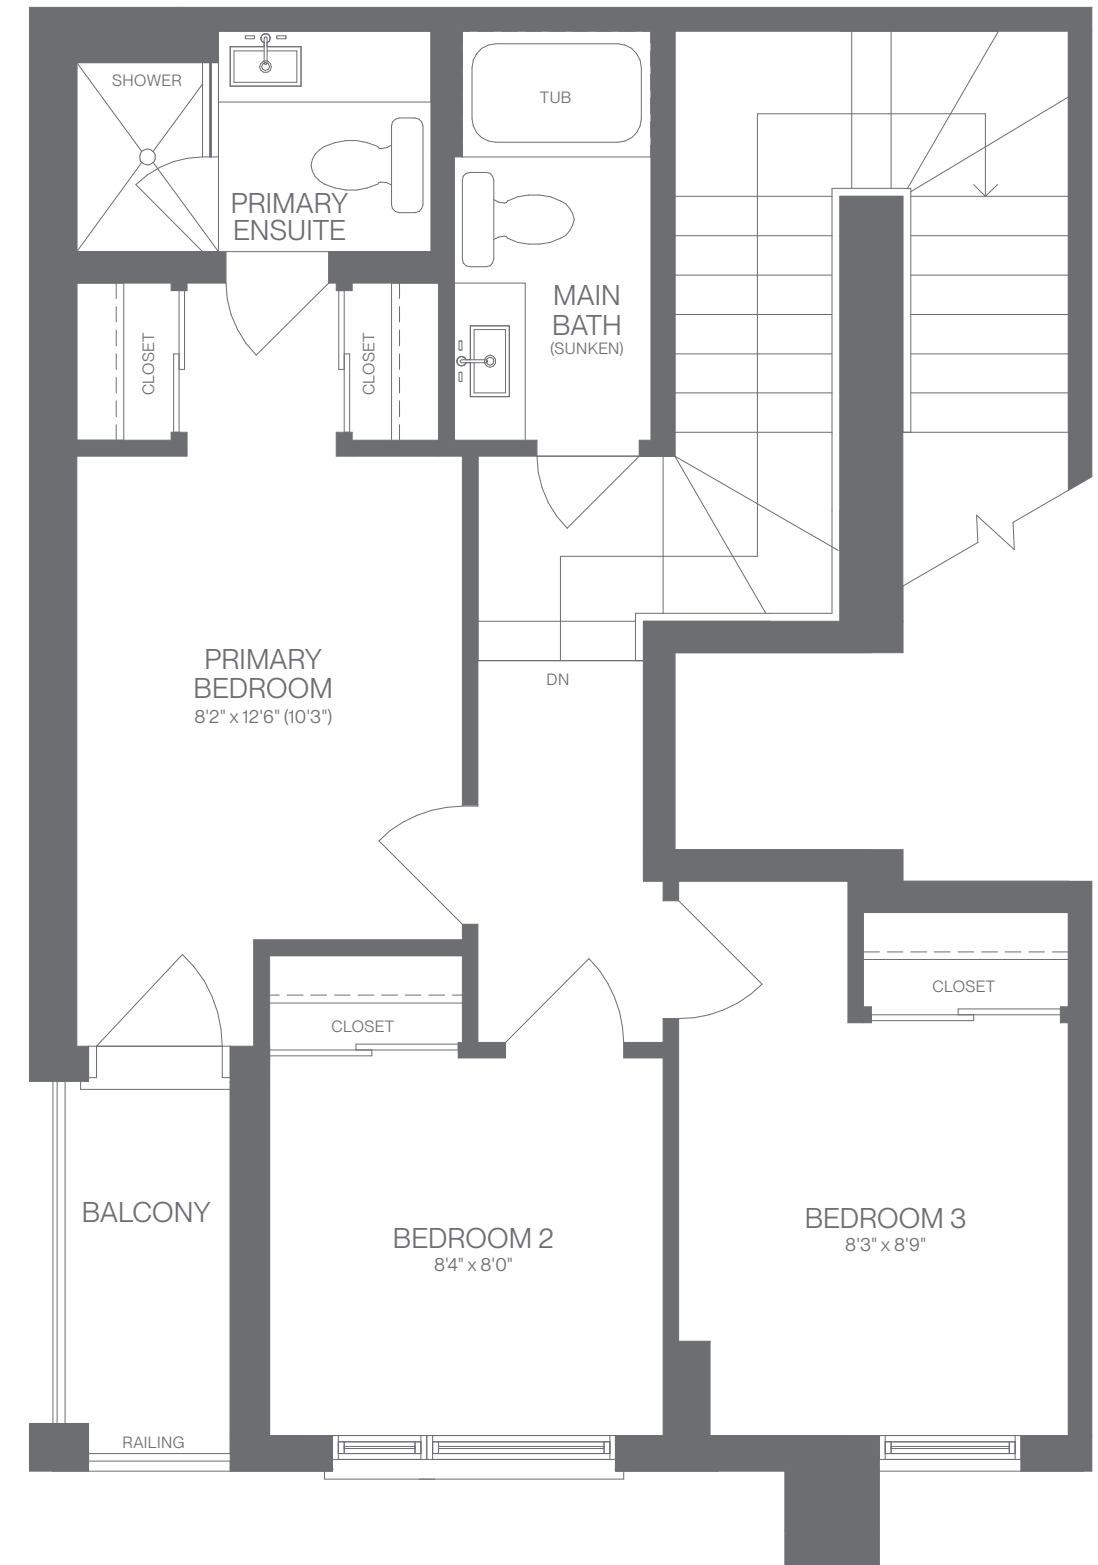 SHOWER
TUB
PRIMARY
ENSUITE
MAIN
BATH
(SUNKEN)
CLOSET
CLOSET
PRIMARY
BEDROOM
8'2" x 12'6" (10'3")
DN
CLOSET
CLOSET
BALCONY
BEDROOM 2
8'4" x 8'0"
BEDROOM 3
8'3" x 8'9"
RAILING